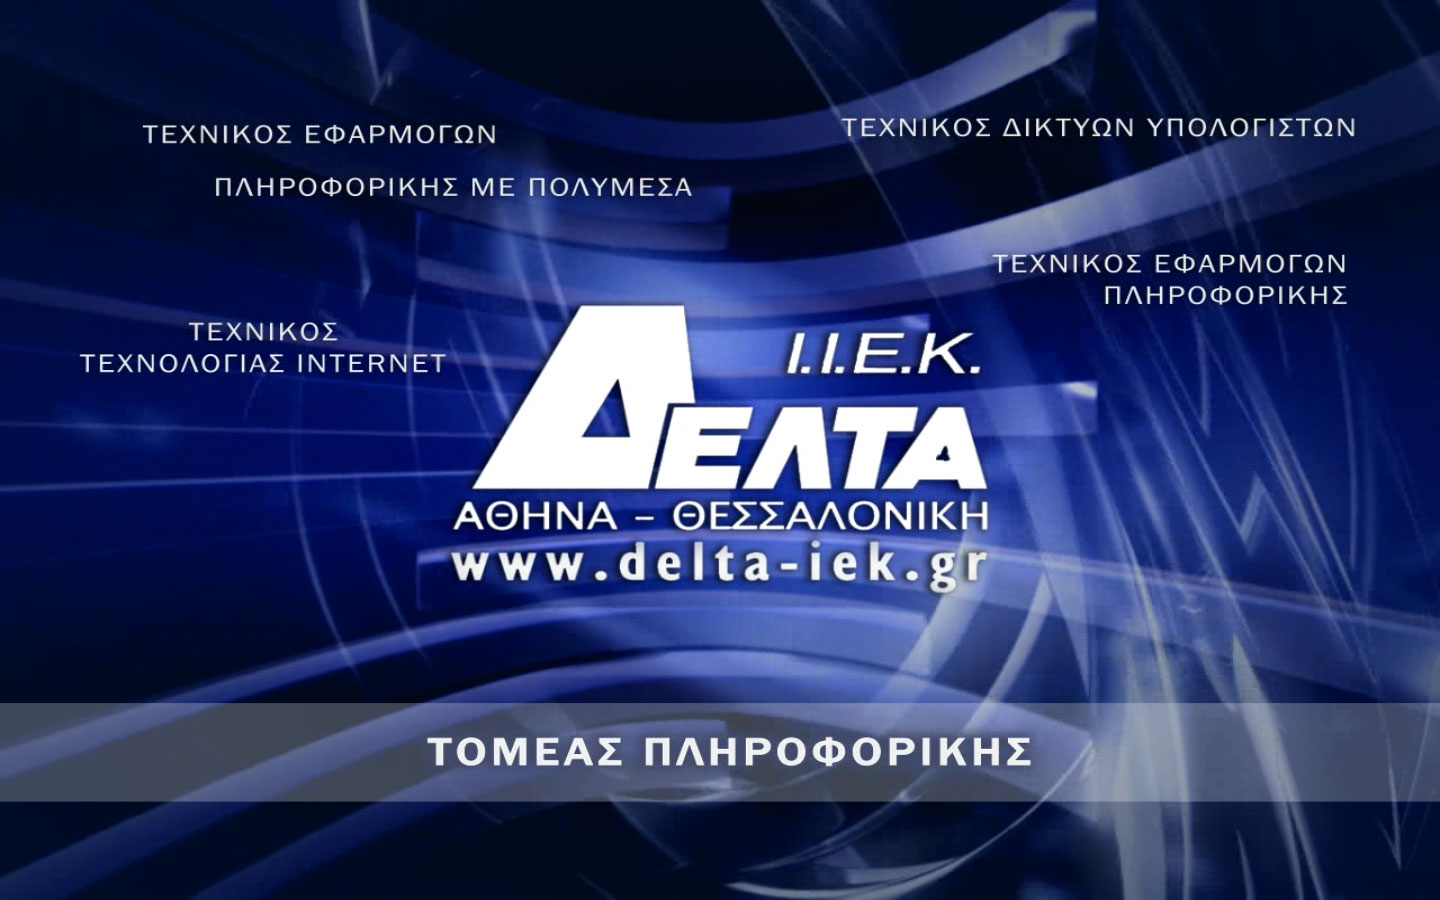 ΤΕΧΝΙΚΟΣ ΕΦΑΡΜΟΓΩΝ
ΠΛΗΡΟΦΟΡΙΚΗΣ ΜΕ ΠΟΛΥΜΕΣΑ
ΤΕΧΝΙΚΟΣ ΔΙΚΤΥΩΝ ΥΠΟΛΟΓΙΣΤΩΝ
ΤΕΧΝΙΚΟΣ ΕΦΑΡΜΟΓΩΝ
ΠΛΗΡΟΦΟΡΙΚΗΣ
ΤΕΧΝΙΚΟΣ
ΤΕΧΝΟΛΟΓΙΑΣ INTERNET
Ι.Ι.Ε.Κ.
ΔΕΛΤΑ
ΑΘΗΝΑ – ΘΕΣΣΑΛΟΝΙΚΗ
www.delta-iek.gr
ΤΟΜΕΑΣ ΠΛΗΡΟΦΟΡΙΚΗΣ